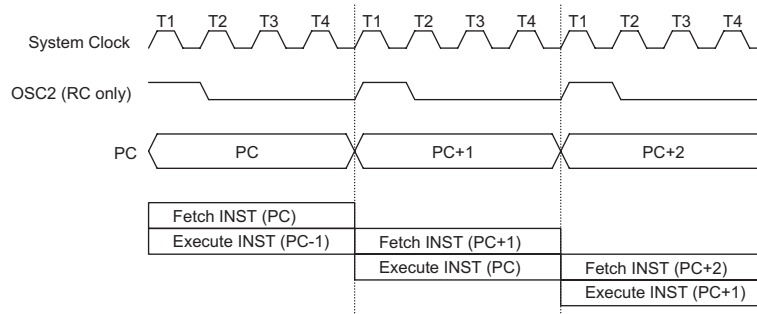 T1 T2 T3 T4 T1 T2 T3 T4 T1 T2 T3 T4
System Clock
OSC2 (RC only)
PC PC PC+1 PC+2
Fetch INST (PC)
Execute INST (PC-1) Fetch INST (PC+1)
Execute INST (PC) Fetch INST (PC+2)
Execute INST (PC+1)